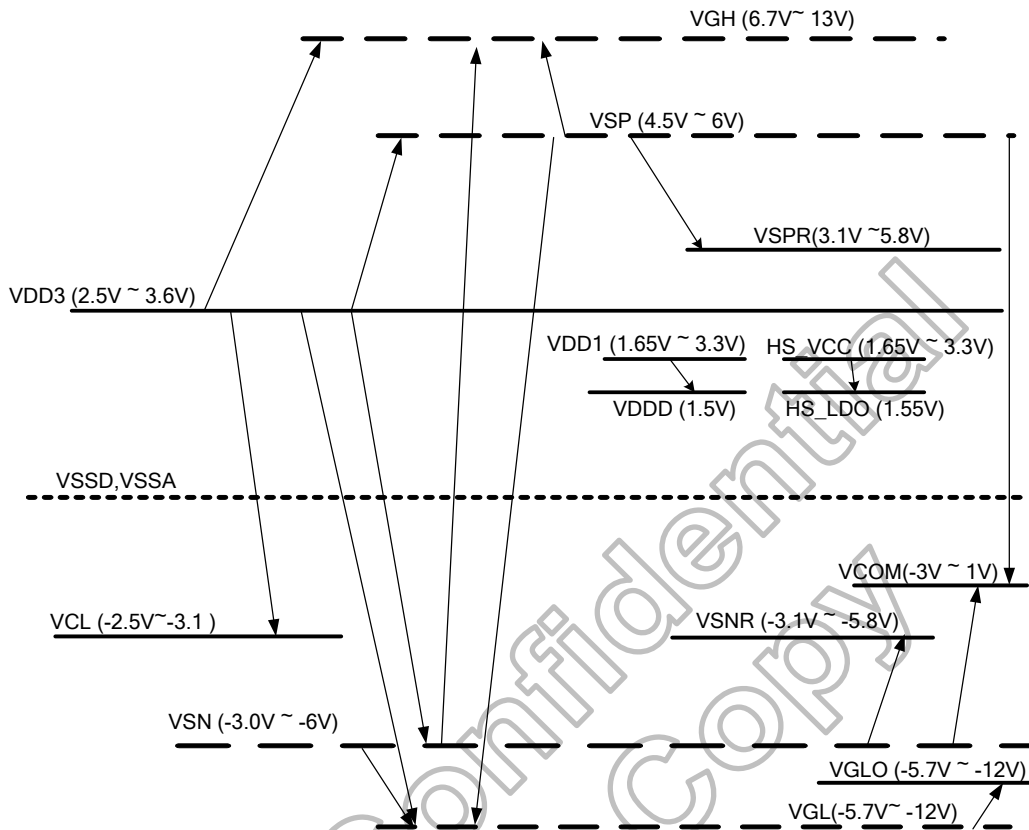 VGH (6.7V~ 13V)
VSP (4.5V ~ 6V)
VSPR(3.1V ~5.8V)
VDD3 (2.5V ~ 3.6V)
VDD1 (1.65V ~ 3.3V)
HS_VCC (1.65V ~ 3.3V)
VDDD (1.5V)
HS_LDO (1.55V)
VSSD,VSSA
VCOM(-3V ~ 1V)
VCL (-2.5V~-3.1 )
VSNR (-3.1V ~ -5.8V)
VSN (-3.0V ~ -6V)
VGLO (-5.7V ~ -12V)
VGL(-5.7V~ -12V)
Confidential
Copy